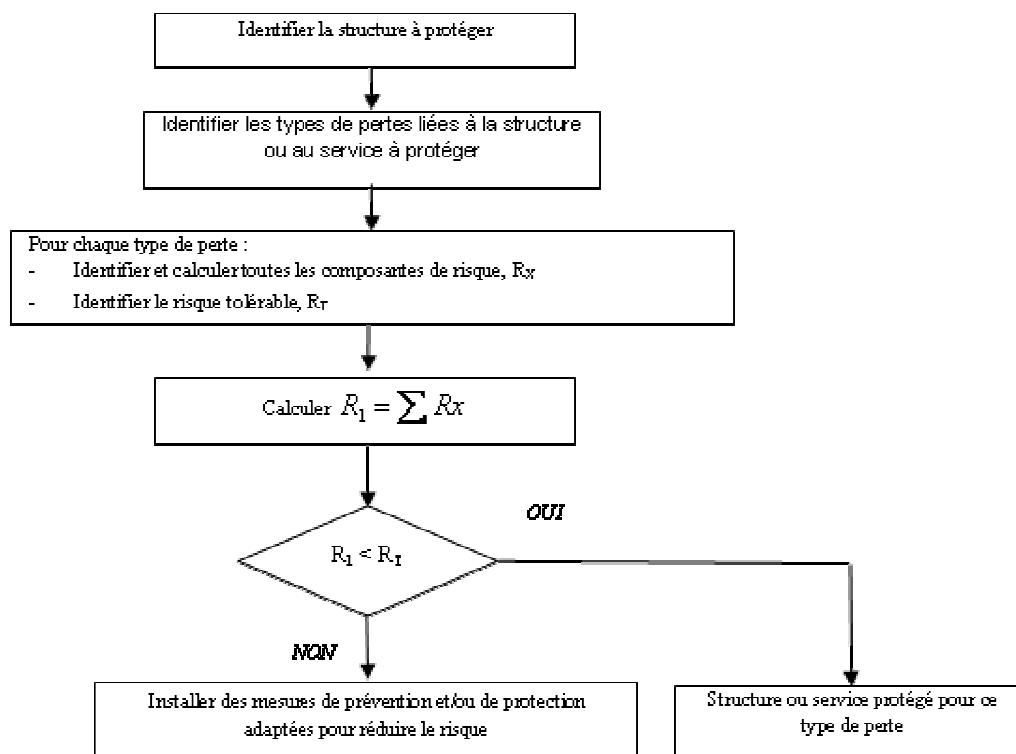 Identifier la structure à protéger
Identifier les types de pertes liées à la structure
ou au service à protéger
Pour chaque type de perte :
- Identifier et calculer toutes les composantes de risque, Rx
- Identifier le risque tolérable, RT
Calculer R1 = ∑ Rx
OUI
R1 < RT
NON
Installer des mesures de prévention et/ou de protection
adaptées pour réduire le risque
Structure ou service protégé pour ce
type de perte